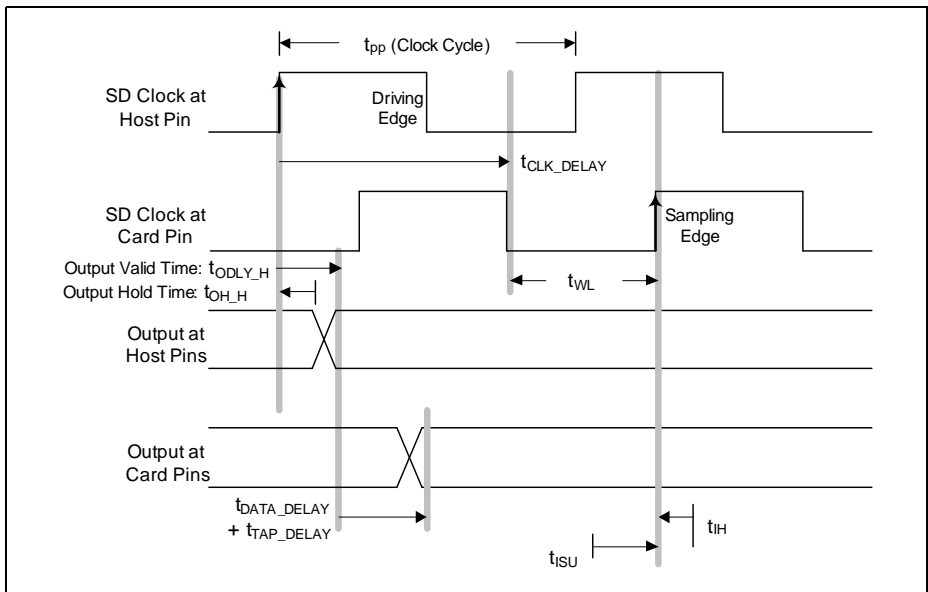 tpp (Clock Cycle)
SD Clock at
Host Pin
Driving
Edge
tCLK_DELAY
SD Clock at
Card Pin
Sampling
Edge
Output Valid Time: tODLY_H
Output Hold Time: tOH_H
tWL
Output at
Host Pins
Output at
Card Pins
tDATA_DELAY
+ tTAP_DELAY
tIH
tISU